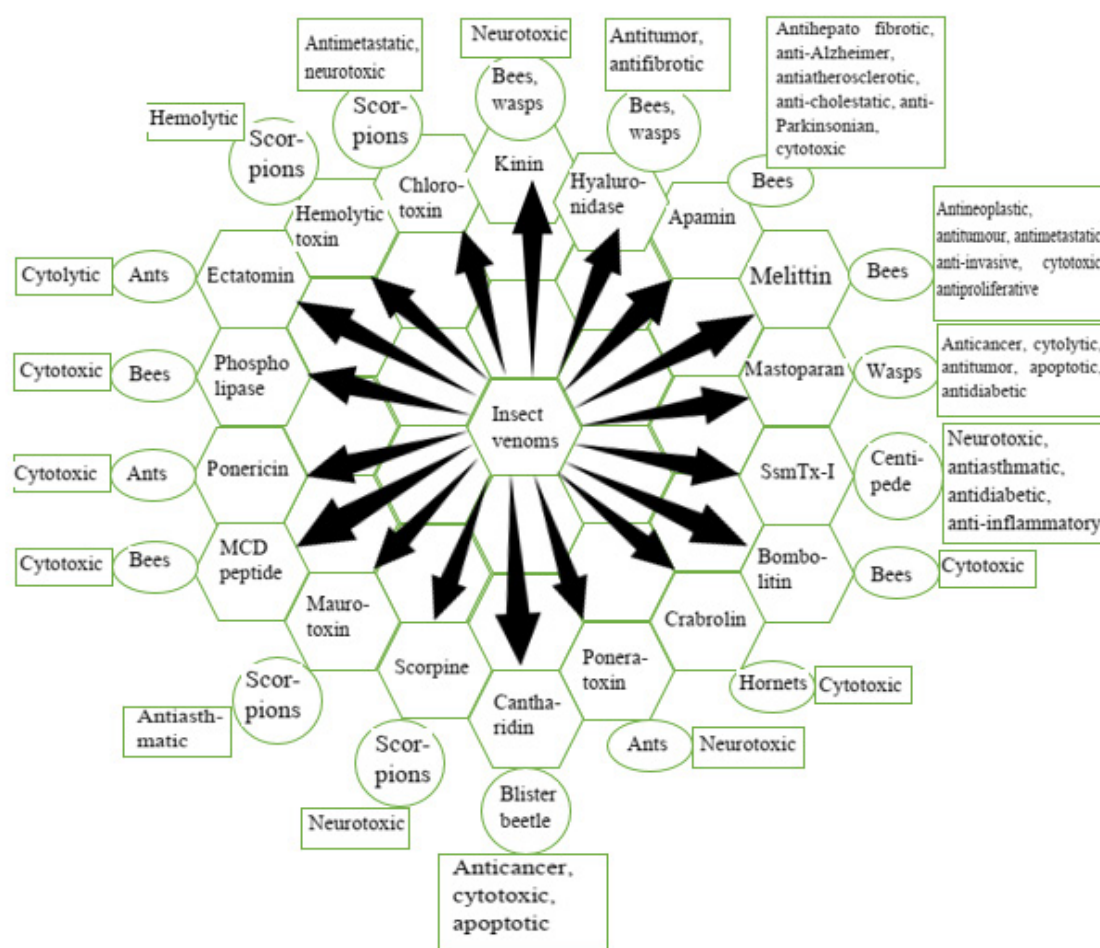 Neurotoxic
Bees,
wasps
Kinin
Antitumor,
antifibrotic
Bees,
wasps
Hyaluro-
nidase
Antihepato fibrotic,
anti-Alzheimer,
antiatherosclerotic,
anti-cholestatic, anti-
Parkinsonian,
cytotoxic
Bees
Apamin
Antineoplastic,
antitumour, antimetastatic
anti-invasive, cytotoxic
antiproliferative
Bees
Melittin
Anticancer, cytolytic,
antitumor, apoptotic,
antidiabetic
Wasps
Mastoparan
Neurotoxic,
antiasthmatic,
antidiabetic,
anti-inflammatory
Centi-
pede
SsmTx-I
Cytotoxic
Bees
Bombo-
litin
Cytotoxic
Hornets
Crabrolin
Neurotoxic
Ants
Ponera-
toxin
Cantha-
ridin
Blister
beetle
Anticancer,
cytotoxic,
apoptotic
Scorpine
Scor-
pions
Neurotoxic
Mauro-
toxin
Scor-
pions
Antiasth-
matic
MCD
peptide
Bees
Cytotoxic
Ponericin
Ants
Cytotoxic
Phospho
lipase
Bees
Cytotoxic
Ectatomin
Ants
Cytolytic
Hemolytic
toxin
Scor-
pions
Hemolytic
Chloro-
toxin
Scor-
pions
Antimetastatic,
neurotoxic
Insect
venoms